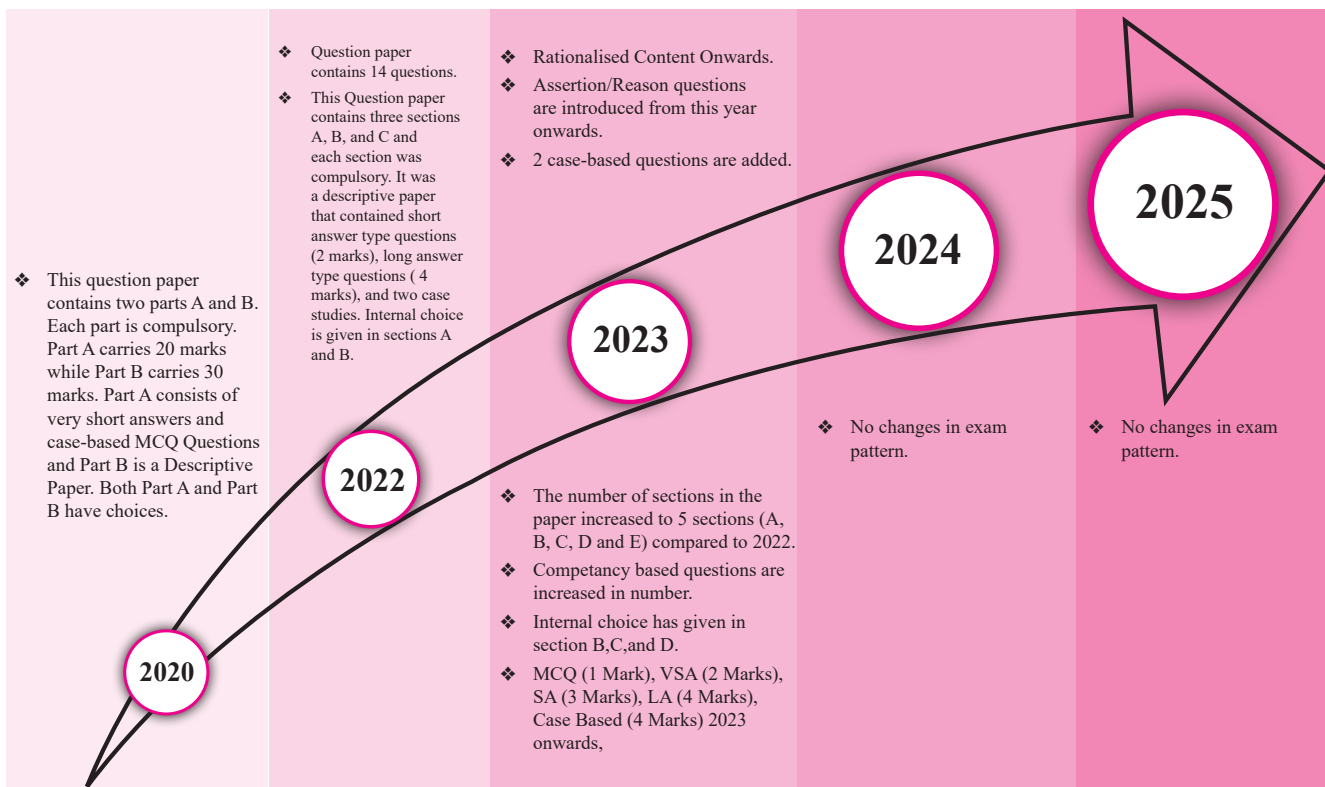 ❖ This question paper
contains two parts A and B.
Each part is compulsory.
Part A carries 20 marks
while Part B carries 30
marks. Part A consists of
very short answers and
case-based MCQ Questions
and Part B is a Descriptive
Paper. Both Part A and Part
B have choices.
2020
❖ Question paper
contains 14 questions.
❖ This Question paper
contains three sections
A, B, and C and
each section was
compulsory. It was
a descriptive paper
that contained short
answer type questions
(2 marks), long answer
type questions ( 4
marks), and two case
studies. Internal choice
is given in sections A
and B.
2022
❖ Rationalised Content Onwards.
❖ Assertion/Reason questions
are introduced from this year
onwards.
❖ 2 case-based questions are added.
2023
❖ The number of sections in the
paper increased to 5 sections (A,
B, C, D and E) compared to 2022.
❖ Competancy based questions are
increased in number.
❖ Internal choice has given in
section B,C,and D.
❖ MCQ (1 Mark), VSA (2 Marks),
SA (3 Marks), LA (4 Marks),
Case Based (4 Marks) 2023
onwards,
2024
❖ No changes in exam
pattern.
2025
❖ No changes in exam
pattern.